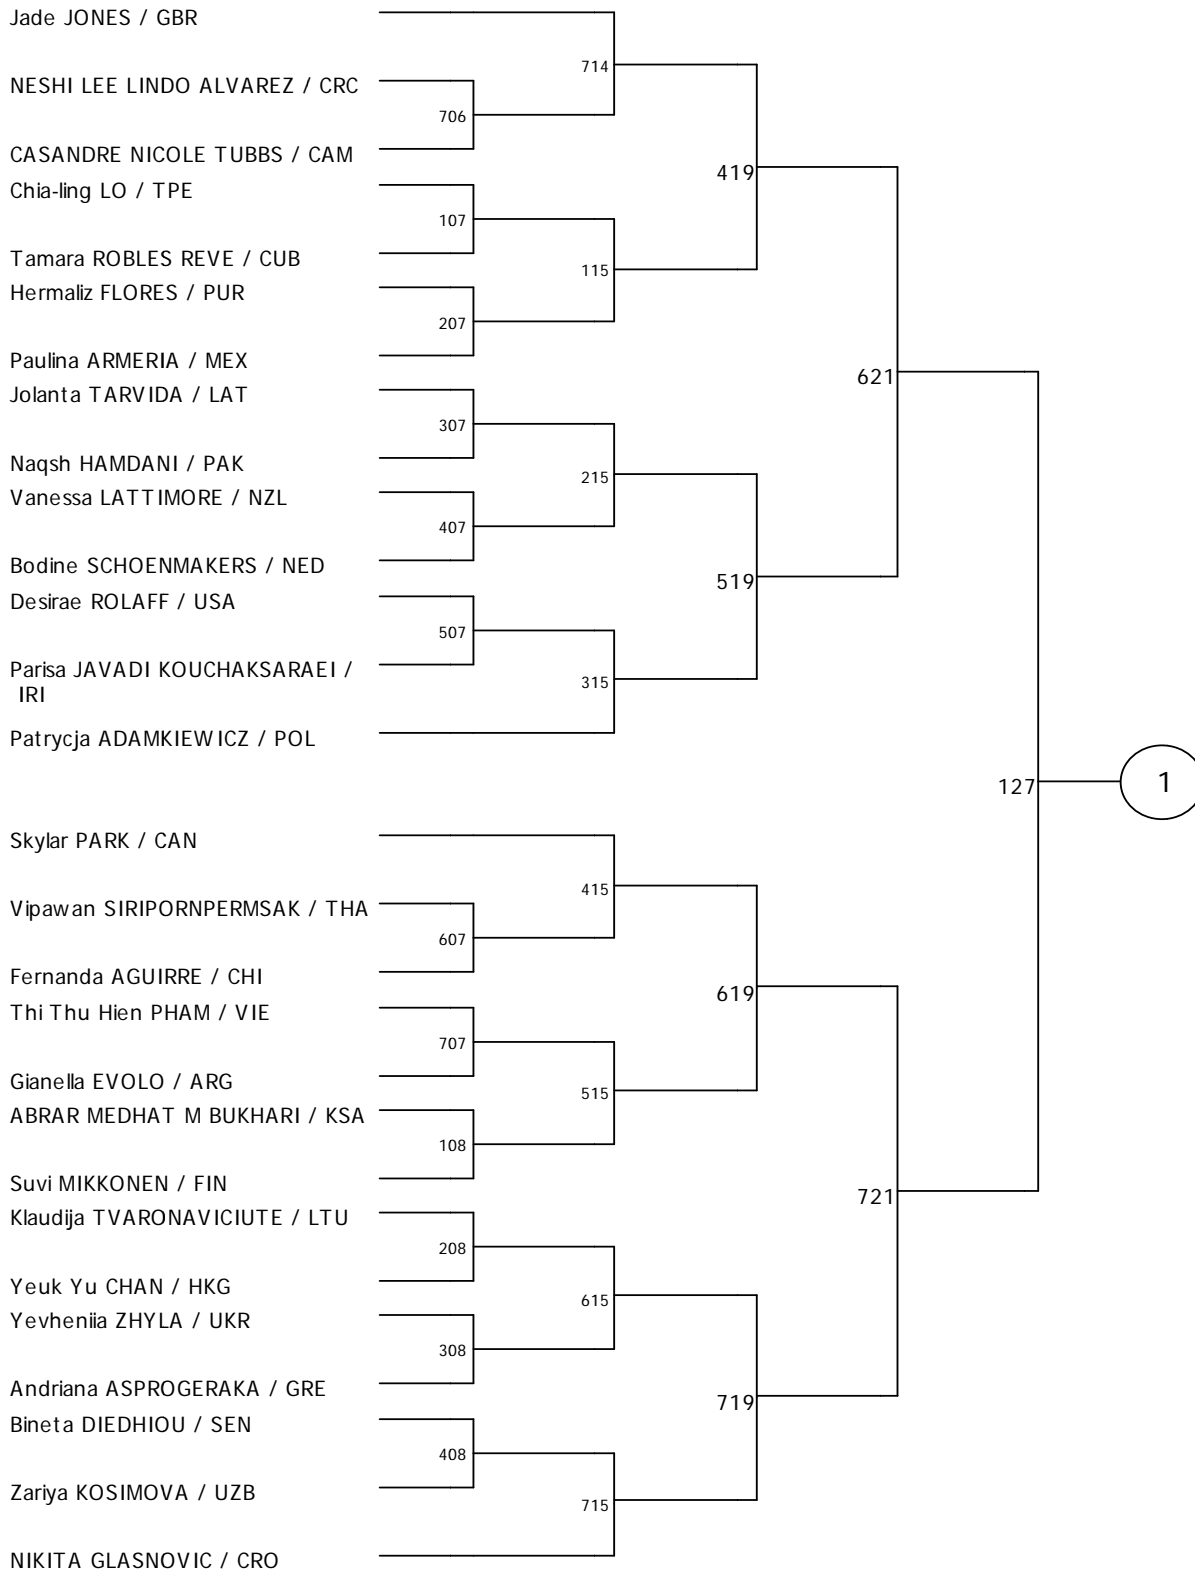 Jade JONES / GBR
714
NESHI LEE LINDO ALVAREZ / CRC
706
CASANDRE NICOLE TUBBS / CAM
419
Chia-ling LO / TPE
107
Tamara ROBLES REVE / CUB
115
Hermaliz FLORES / PUR
207
Paulina ARMERIA / MEX
621
Jolanta TARVIDA / LAT
307
Naqsh HAMDANI / PAK
215
Vanessa LATTIMORE / NZL
407
Bodine SCHOENMAKERS / NED
519
Desirae ROLAFF / USA
507
Parisa JAVADI KOUCHAKSARAEI /
IRI
315
Patrycja ADAMKIEWICZ / POL
127
1
Skylar PARK / CAN
415
Vipawan SIRIPORNPERMSAK / THA
607
Fernanda AGUIRRE / CHI
619
Thi Thu Hien PHAM / VIE
707
Gianella EVOLO / ARG
515
ABRAR MEDHAT M BUKHARI / KSA
108
Suvi MIKKONEN / FIN
721
Klaudija TVARONAVICIUTE / LTU
208
Yeuk Yu CHAN / HKG
615
Yevheniia ZHYLA / UKR
308
Andriana ASPROGERAKA / GRE
719
Bineta DIEDHIOU / SEN
408
Zariya KOSIMOVA / UZB
715
NIKITA GLASNOVIC / CRO